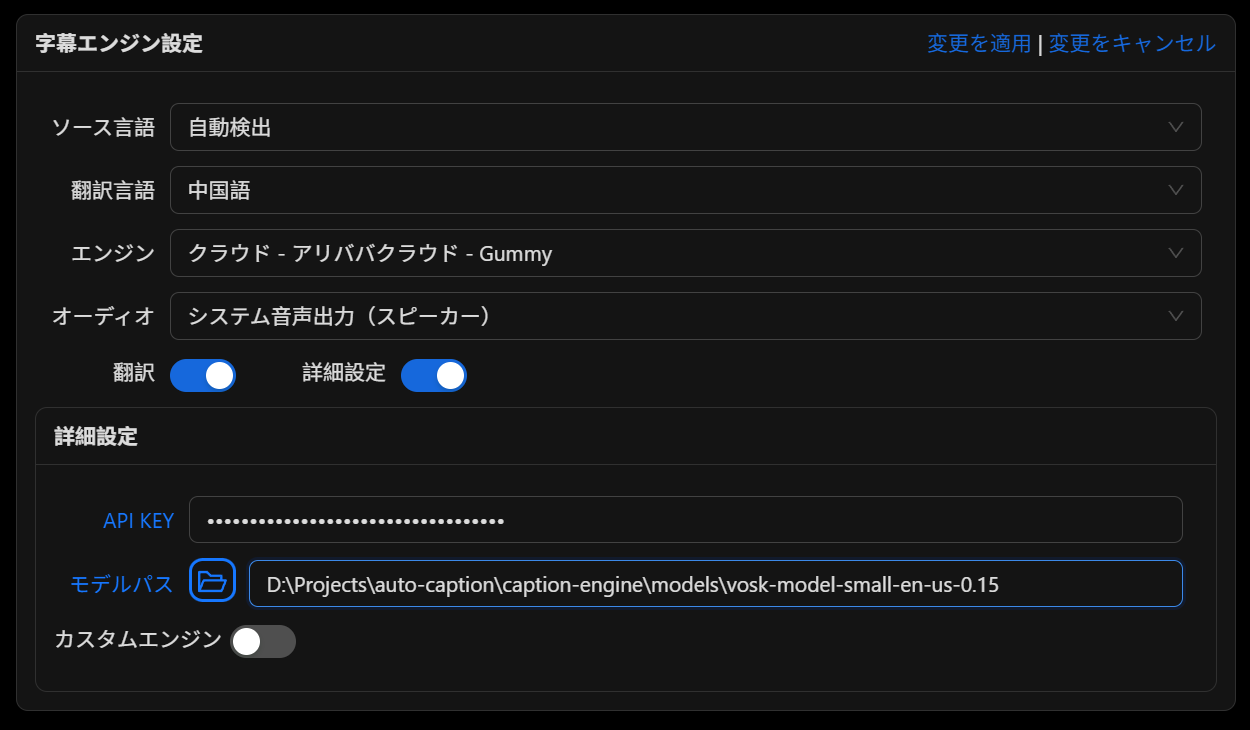 字幕エンジン設定
変更を適用 | 変更をキャンセル
ソース言語 自動検出
翻訳言語 中国語
エンジン クラウド - アリババクラウド - Gummy
オーディオ システム音声出力（スピーカー）
翻訳 詳細設定
詳細設定
API KEY •••••••••••••••••••••••••••••••••••
モデルパス D:\Projects\auto-caption\caption-engine\models\vosk-model-small-en-us-0.15
カスタムエンジン